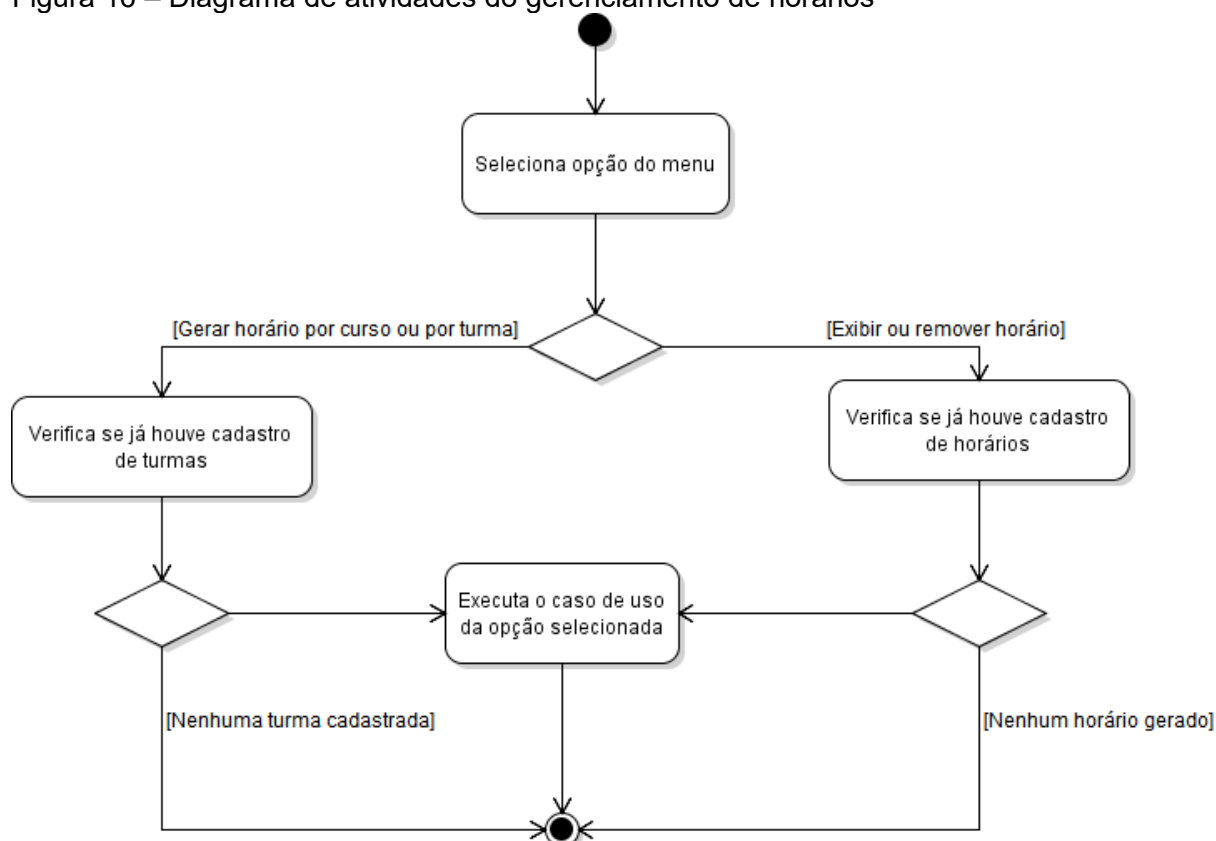 Figura 16 – Diagrama de atividades do gerenciamento de horários
Seleciona opção do menu
[Gerar horário por curso ou por turma]
[Exibir ou remover horário]
Verifica se já houve cadastro
de turmas
Verifica se já houve cadastro
de horários
Executa o caso de uso
da opção selecionada
[Nenhuma turma cadastrada]
[Nenhum horário gerado]